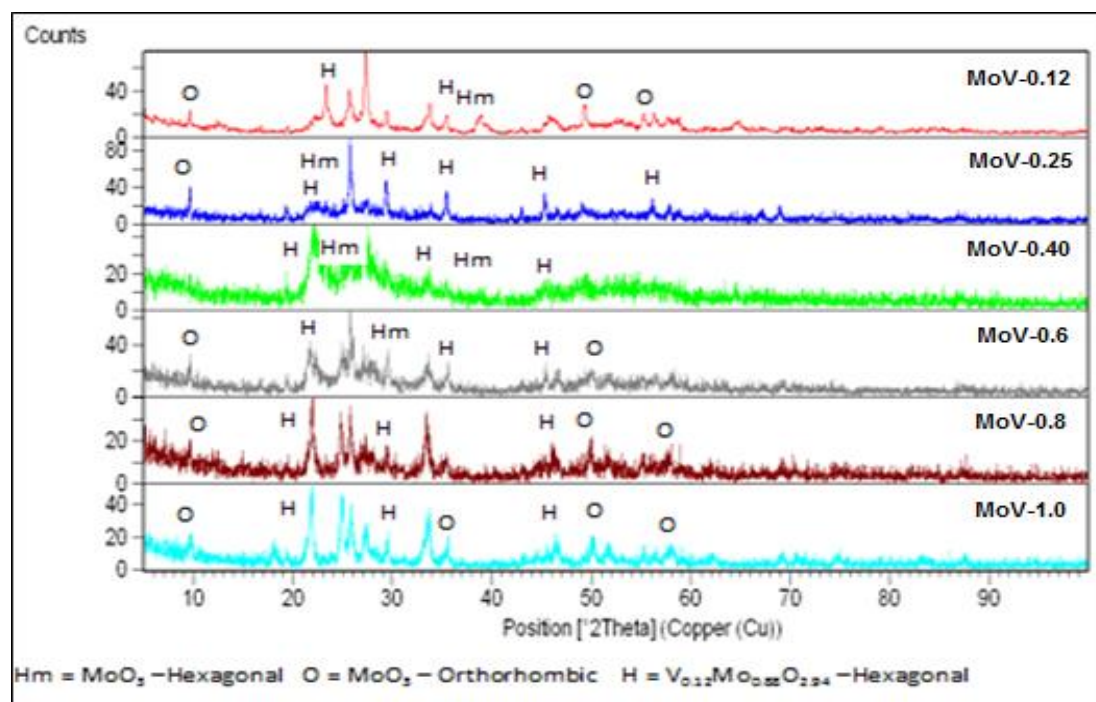 Counts
MoV-0.12
H H O O Hm O
40
0
MoV-0.25
80
O Hm H H H H H
40
0
MoV-0.40
H Hm H Hm H
20
0
MoV-0.6
O H Hm H H O
40
0
MoV-0.8
O H H H O O
20
0
MoV-1.0
40
O H H O H O O
20
0
10 20 30 40 50 60 70 80 90
Position [°2Theta] (Copper (Cu))
Hm = MoO₃ –Hexagonal O = MoO₃ – Orthorhombic H = V₀.₁₂Mo₀.₈₈O₂.₉₄ –Hexagonal